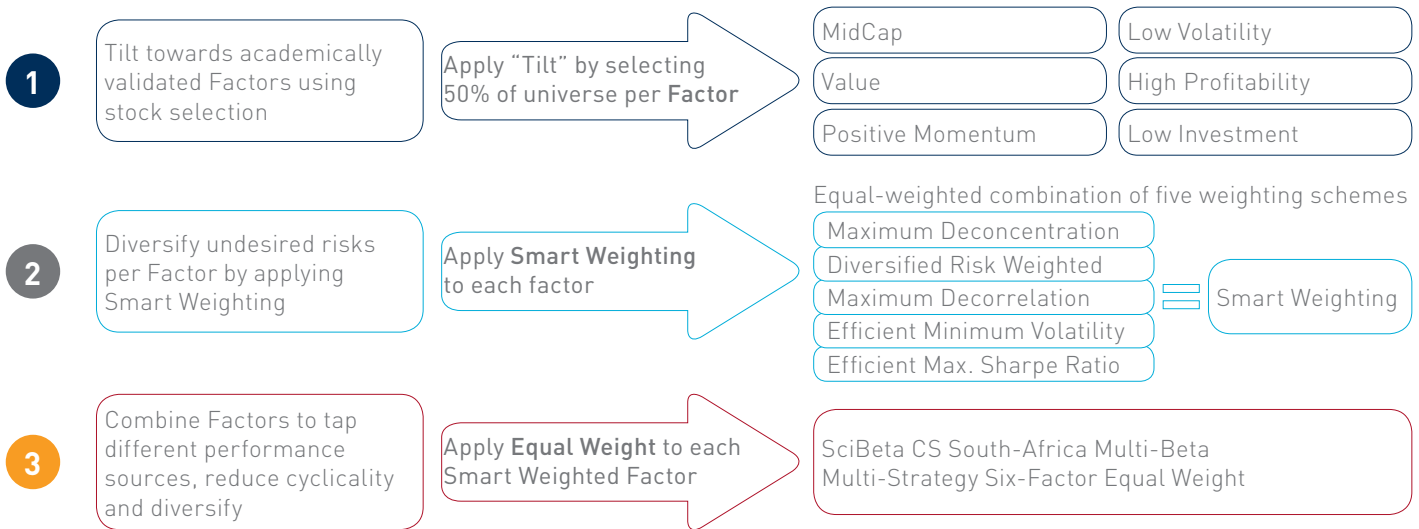 1
Tilt towards academically
validated Factors using
stock selection
Apply “Tilt” by selecting
50% of universe per Factor
MidCap
Low Volatility
Value
High Profitability
Positive Momentum
Low Investment
2
Diversify undesired risks
per Factor by applying
Smart Weighting
Apply Smart Weighting
to each factor
Equal-weighted combination of five weighting schemes
Maximum Deconcentration
Diversified Risk Weighted
Maximum Decorrelation
Efficient Minimum Volatility
Efficient Max. Sharpe Ratio
Smart Weighting
3
Combine Factors to tap
different performance
sources, reduce cyclicality
and diversify
Apply Equal Weight to each
Smart Weighted Factor
SciBeta CS South-Africa Multi-Beta
Multi-Strategy Six-Factor Equal Weight